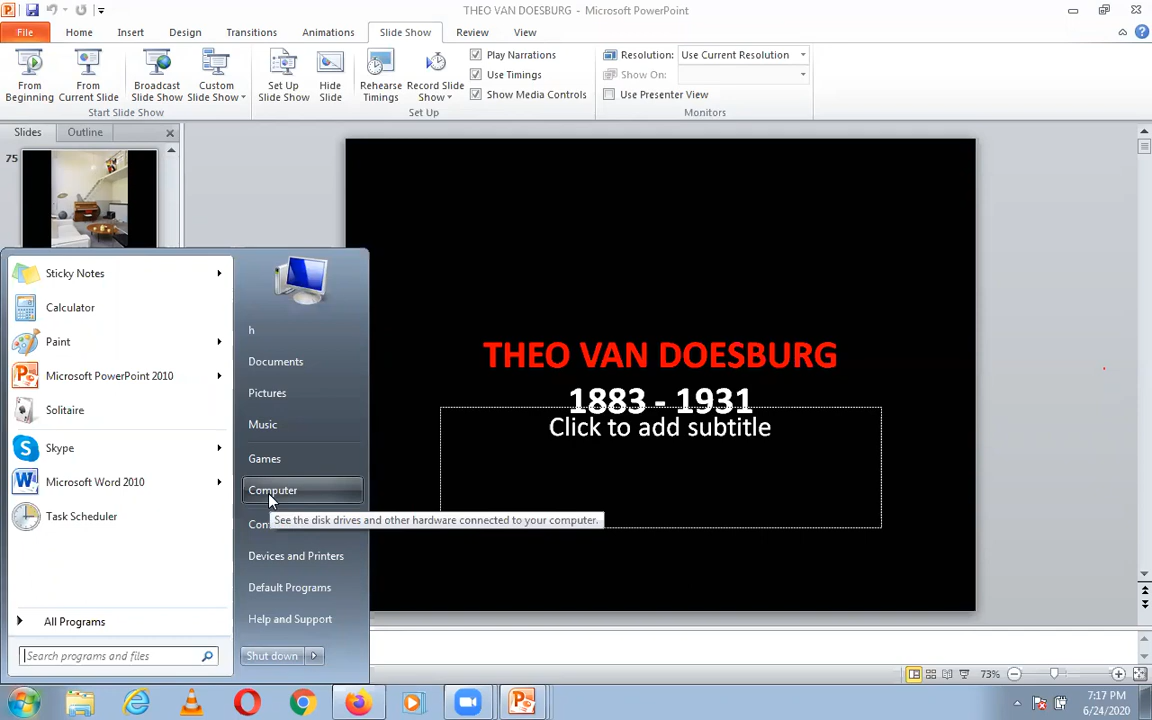 THEO VAN DOESBURG - Microsoft PowerPoint
File Home Insert Design Transitions Animations Slide Show Review View
From Beginning
From Current Slide
Broadcast Slide Show
Custom Slide Show
Start Slide Show
Set Up Slide Show
Hide Slide
Rehearse Timings
Record Slide Show
Play Narrations
Use Timings
Show Media Controls
Set Up
Resolution: Use Current Resolution
Show On:
Use Presenter View
Monitors
Slides Outline
75
THEO VAN DOESBURG
1883 - 1931
Click to add subtitle
Sticky Notes
Calculator
Paint
Microsoft PowerPoint 2010
Solitaire
Skype
Microsoft Word 2010
Task Scheduler
All Programs
Search programs and files
h
Documents
Pictures
Music
Games
Computer
See the disk drives and other hardware connected to your computer.
Devices and Printers
Default Programs
Help and Support
Shut down
73%
7:17 PM
6/24/2020